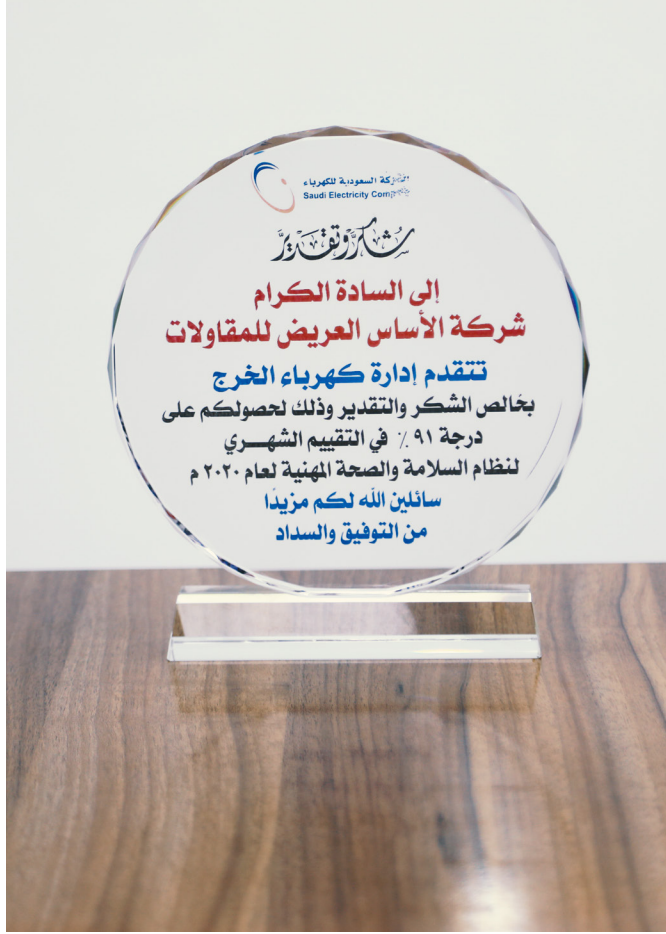 الشركة السعودية للكهرباء
Saudi Electricity Company
شكر وتقدير
إلى السادة الكرام
شركة الأساس العريض للمقاولات
تتقدم إدارة كهرباء الخرج
بخالص الشكر والتقدير وذلك لحصولكم على
درجة ٩١٪ في التقييم الشهـــري
لنظام السلامة والصحة المهنية لعام ٢٠٢٠ م
سائلين الله لكم مزيدًا
من التوفيق والسداد